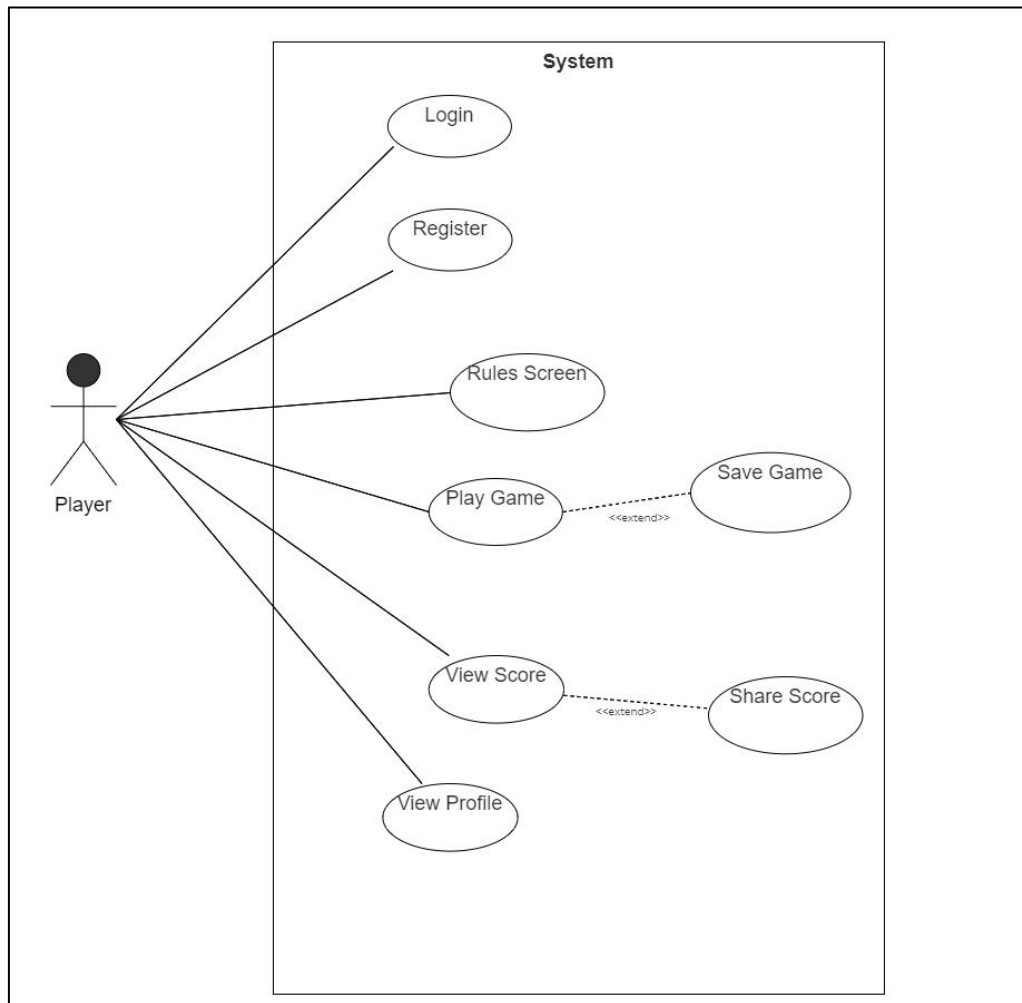 System
Login
Register
Rules Screen
Player
Play Game
Save Game
<<extend>>
View Score
Share Score
<<extend>>
View Profile